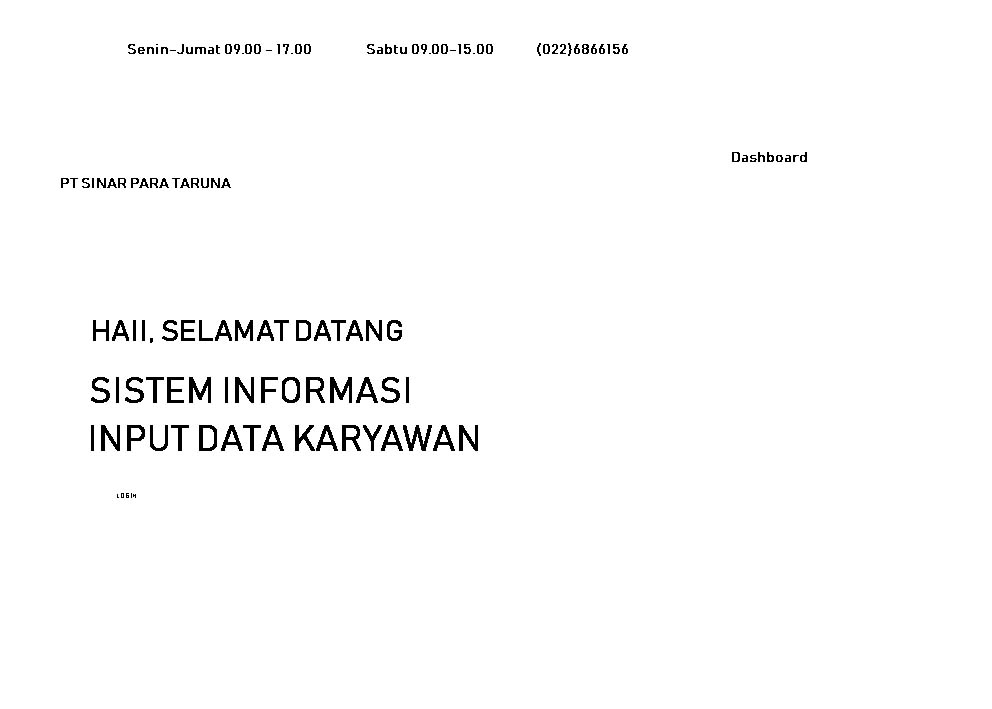 Senin-Jumat 09.00 - 17.00 Sabtu 09.00-15.00 (022)6866156
Dashboard
PT SINAR PARA TARUNA
HAII, SELAMAT DATANG
SISTEM INFORMASI
INPUT DATA KARYAWAN
LOGIN